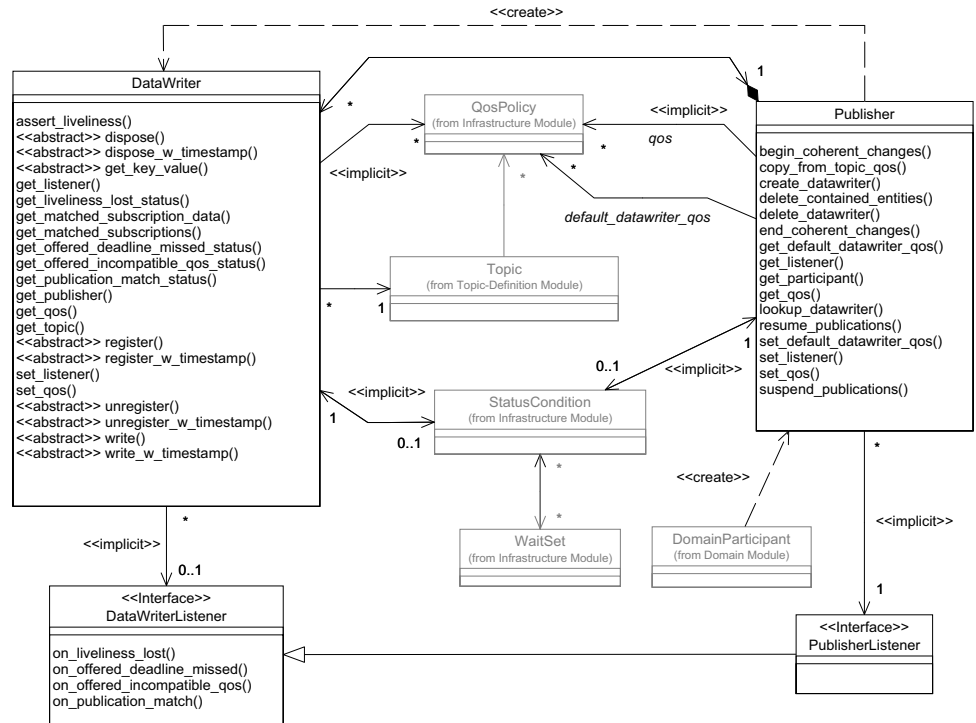 <<create>>
DataWriter
assert_liveliness()
<<abstract>> dispose()
<<abstract>> dispose_w_timestamp()
<<abstract>> get_key_value()
get_listener()
get_liveliness_lost_status()
get_matched_subscription_data()
get_matched_subscriptions()
get_offered_deadline_missed_status()
get_offered_incompatible_qos_status()
get_publication_match_status()
get_publisher()
get_qos()
get_topic()
<<abstract>> register()
<<abstract>> register_w_timestamp()
set_listener()
set_qos()
<<abstract>> unregister()
<<abstract>> unregister_w_timestamp()
<<abstract>> write()
<<abstract>> write_w_timestamp()
*
1
QosPolicy
(from Infrastructure Module)
*
*
*
*
<<implicit>>
<<implicit>>
qos
default_datawriter_qos
Publisher
begin_coherent_changes()
copy_from_topic_qos()
create_datawriter()
delete_contained_entities()
delete_datawriter()
end_coherent_changes()
get_default_datawriter_qos()
get_listener()
get_participant()
get_qos()
lookup_datawriter()
resume_publications()
set_default_datawriter_qos()
set_listener()
set_qos()
suspend_publications()
Topic
(from Topic-Definition Module)
*
1
1
0..1
<<implicit>>
<<implicit>>
1
0..1
StatusCondition
(from Infrastructure Module)
*
*
WaitSet
(from Infrastructure Module)
<<create>>
DomainParticipant
(from Domain Module)
*
<<implicit>>
1
*
<<implicit>>
0..1
<<Interface>>
DataWriterListener
on_liveliness_lost()
on_offered_deadline_missed()
on_offered_incompatible_qos()
on_publication_match()
<<Interface>>
PublisherListener